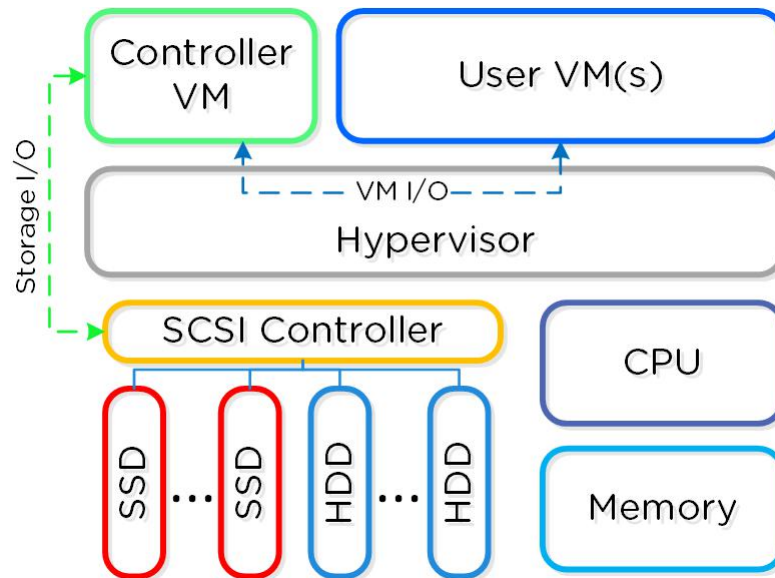 Controller
VM
User VM(s)
Storage I/O
VM I/O
Hypervisor
SCSI Controller
CPU
SSD
...
SSD
HDD
...
HDD
Memory